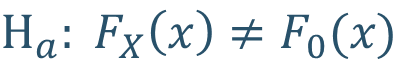 Hₐ: F_X(x) ≠ F₀(x)